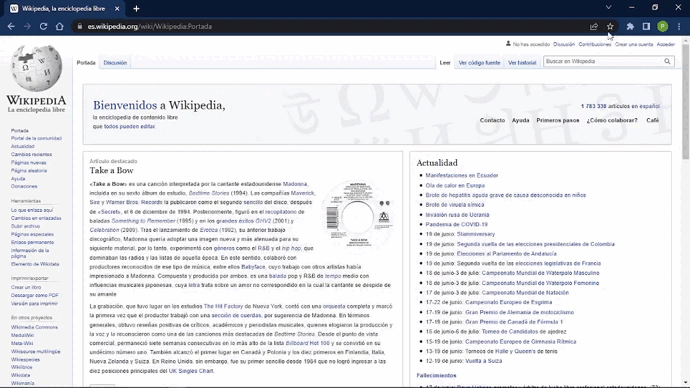 Wikipedia, la enciclopedia libre
es.wikipedia.org/wiki/Wikipedia:Portada
No has accedido Discusión Contribuciones Crear una cuenta Acceder
Portada Discusión Leer Ver código fuente Ver historial Buscar en Wikipedia
WIKIPEDIA
La enciclopedia libre
Portada
Portal de la comunidad
Actualidad
Cambios recientes
Páginas nuevas
Página aleatoria
Ayuda
Donaciones
Herramientas
Lo que enlaza aquí
Cambios en enlazadas
Subir archivo
Páginas especiales
Enlace permanente
Información de la página
Elemento de Wikidata
Imprimir/exportar
Crear un libro
Descargar como PDF
Versión para imprimir
En otros proyectos
Wikimedia Commons
MediaWiki
Meta-Wiki
Wikisource multilingüe
Wikiespecies
Wikilibros
Wikidata
Wikimanía
Bienvenidos a Wikipedia,
la enciclopedia de contenido libre
que todos pueden editar.
1 783 338 artículos en español
Contacto Ayuda Primeros pasos ¿Cómo colaborar? Café
Artículo destacado
Take a Bow
«Take a Bow» es una canción interpretada por la cantante estadounidense Madonna,
incluida en su sexto álbum de estudio, Bedtime Stories (1994). Las compañías Maverick,
Sire y Warner Bros. Records la publicaron como el segundo sencillo del disco, después
de «Secret», el 6 de diciembre de 1994. Posteriormente, figuró en el recopilatorio de
baladas Something to Remember (1995) y en los grandes éxitos GHV2 (2001) y
Celebration (2009). Tras el lanzamiento de Erotica (1992), su anterior trabajo
discográfico, Madonna quería adoptar una imagen nueva y más atenuada para su
siguiente material; por lo tanto, experimentó con géneros como el R&B y el hip hop, que
dominaban las radios y las listas de aquella época. En este sentido, colaboró con
productores reconocidos de ese tipo de música, entre ellos Babyface, cuyo trabajo con otros artistas había
impresionado a Madonna. Compuesta y producida por ambos, es una balada pop y R&B de tempo medio con
influencias musicales japonesas, cuya letra trata sobre un amor no correspondido en la cual la cantante se despide de
su amante.
La grabación, que tuvo lugar en los estudios The Hit Factory de Nueva York, contó con una orquesta completa y marcó
la primera vez que el productor trabajó con una sección de cuerdas, por sugerencia de Madonna. En términos
generales, obtuvo reseñas positivas de críticos, académicos y periodistas musicales, quienes elogiaron la producción y
la voz y la reconocieron como una de las canciones más destacadas de Bedtime Stories. Desde el punto de vista
comercial, permaneció siete semanas consecutivas en lo más alto de la lista Billboard Hot 100 y se convirtió en su
undécimo número uno. También alcanzó el primer lugar en Canadá y Polonia y los diez primeros en Finlandia, Italia,
Nueva Zelanda y Suiza. En Reino Unido, sin embargo, fue su primer sencillo desde 1984 que no logró ingresar a las
diez posiciones principales del UK Singles Chart.
Actualidad
Manifestaciones en Ecuador
Ola de calor en Europa
Brote de hepatitis aguda grave de causa desconocida en niños
Brote de viruela símica
Invasión rusa de Ucrania
Pandemia de COVID-19
19 de junio: Slamniversary
19 de junio: Segunda vuelta de las elecciones presidenciales de Colombia
19 de junio: Elecciones al Parlamento de Andalucía
19 de junio: Segunda vuelta de las elecciones legislativas de Francia
18 de junio-3 de julio: Campeonato Mundial de Waterpolo Masculino
18 de junio-3 de julio: Campeonato Mundial de Waterpolo Femenino
17 de junio-3 de julio: Campeonato Mundial de Natación
17-22 de junio: Campeonato Europeo de Esgrima
17-19 de junio: Gran Premio de Alemania de motociclismo
17-19 de junio: Gran Premio de Canadá de Fórmula 1
16 de junio-6 de julio: Torneo de Candidatos de ajedrez
15-19 de junio: Campeonato Europeo de Gimnasia Rítmica
13-19 de junio: Torneos de Halle y Queen's de tenis
12-19 de junio: Vuelta a Suiza
Fallecimientos